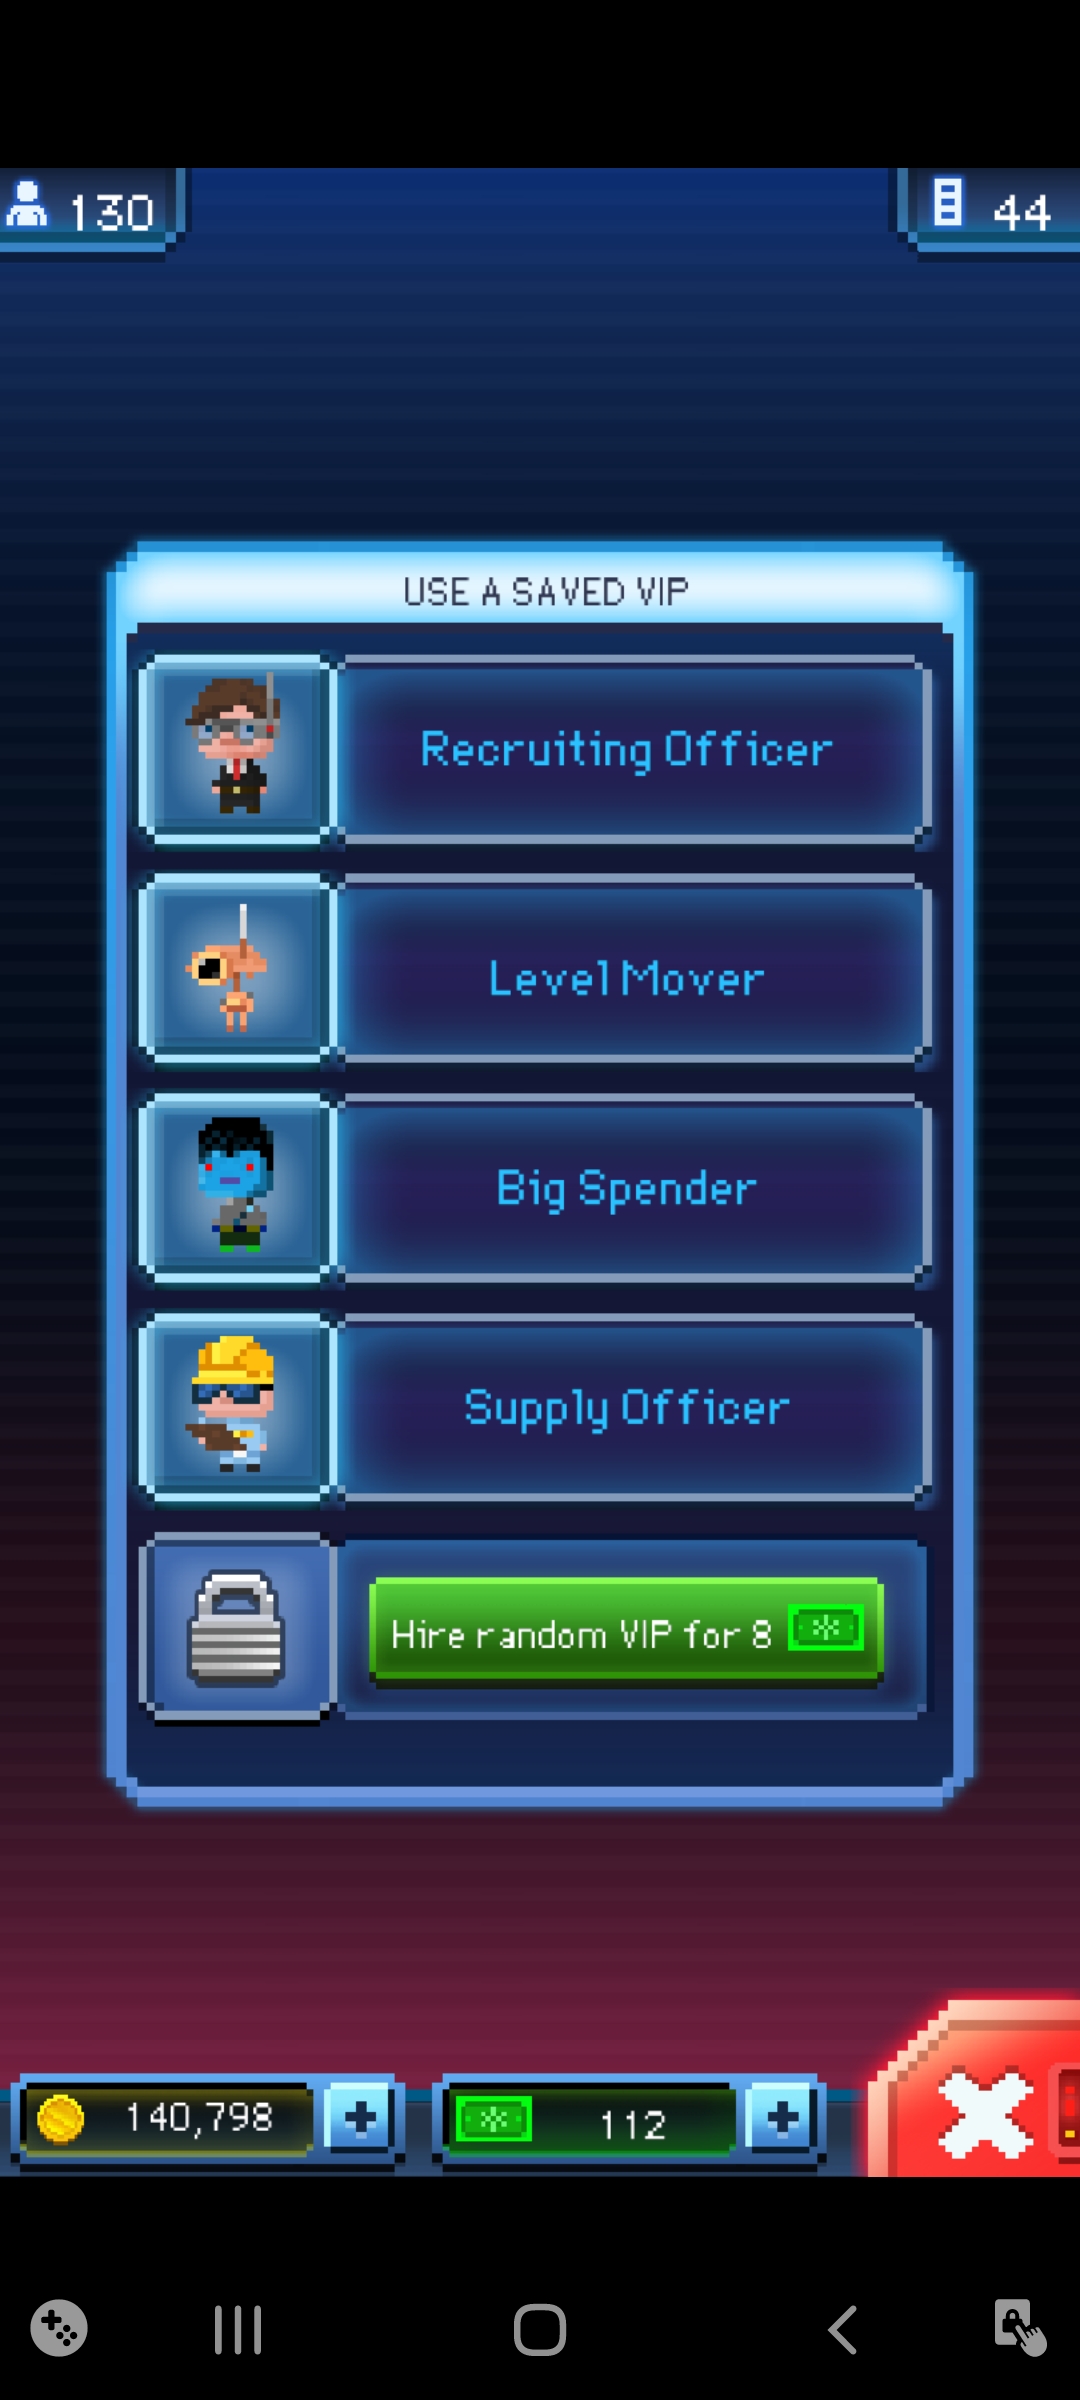 130
44
USE A SAVED VIP
Recruiting Officer
Level Mover
Big Spender
Supply Officer
Hire random VIP for 8
140,798
112